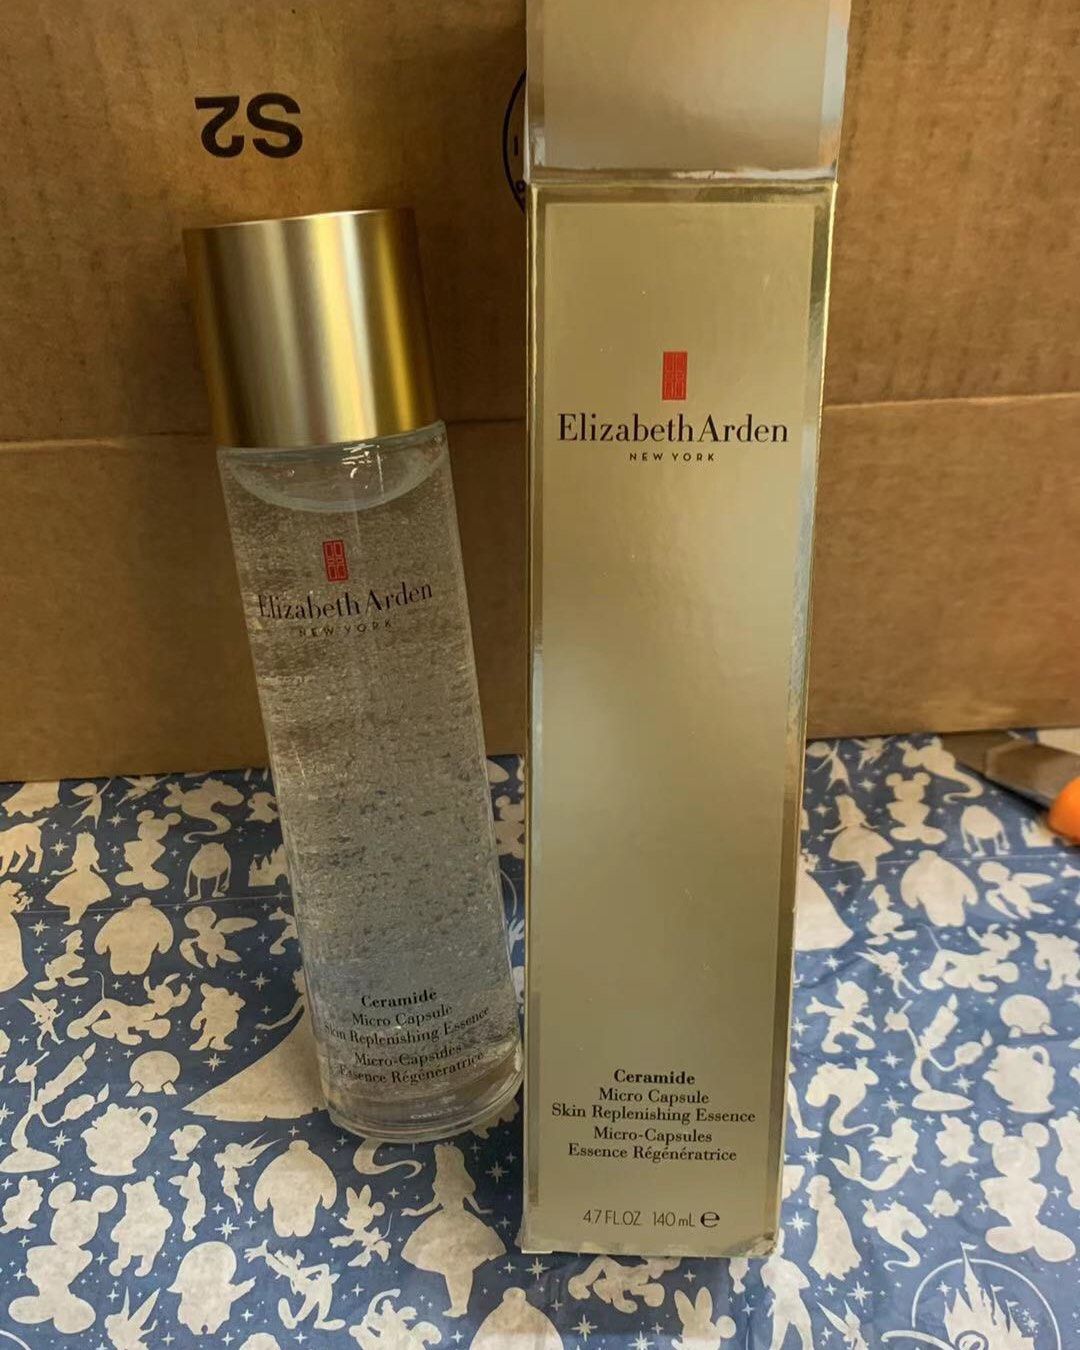 S2
Elizabeth Arden
NEW YORK
Ceramide
Micro Capsule
Skin Replenishing Essence
Micro-Capsules
Essence Régénératrice
Elizabeth Arden
NEW YORK
Ceramide
Micro Capsule
Skin Replenishing Essence
Micro-Capsules
Essence Régénératrice
4.7 FL.OZ. 140 mL ℮